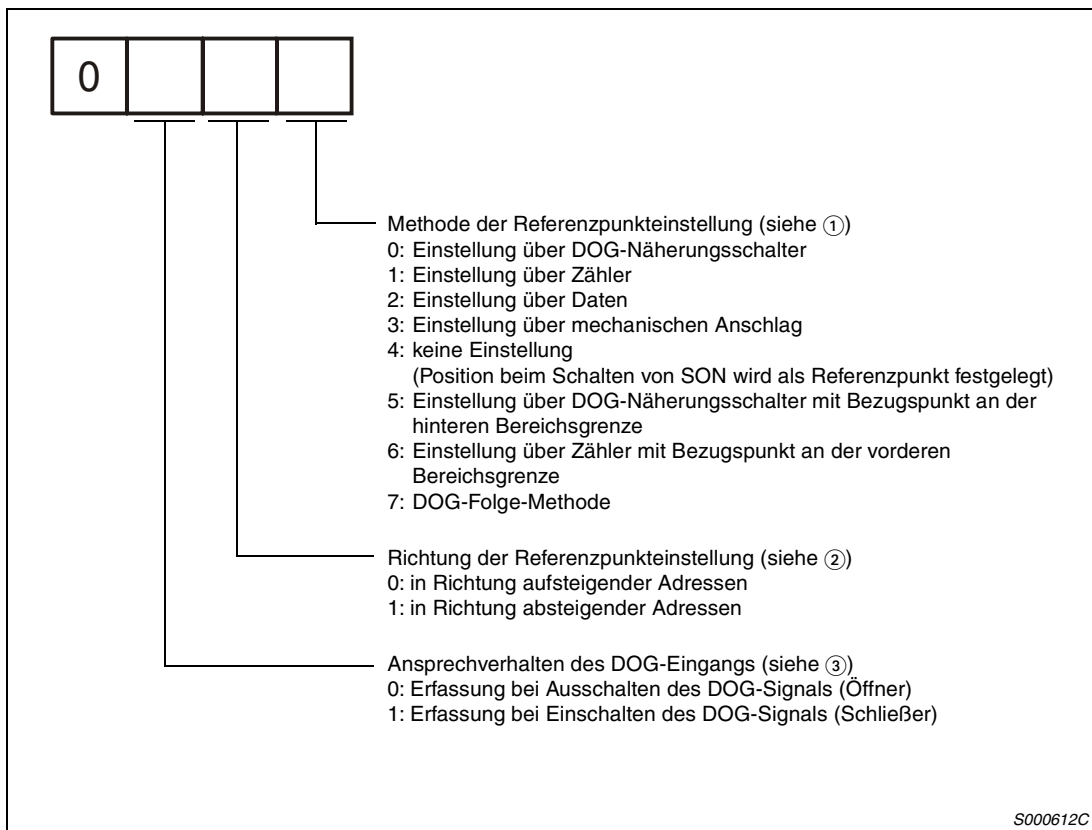 0
Methode der Referenzpunkteinstellung (siehe ①)
0: Einstellung über DOG-Näherungsschalter
1: Einstellung über Zähler
2: Einstellung über Daten
3: Einstellung über mechanischen Anschlag
4: keine Einstellung
(Position beim Schalten von SON wird als Referenzpunkt festgelegt)
5: Einstellung über DOG-Näherungsschalter mit Bezugspunkt an der
hinteren Bereichsgrenze
6: Einstellung über Zähler mit Bezugspunkt an der vorderen
Bereichsgrenze
7: DOG-Folge-Methode
Richtung der Referenzpunkteinstellung (siehe ②)
0: in Richtung aufsteigender Adressen
1: in Richtung absteigender Adressen
Ansprechverhalten des DOG-Eingangs (siehe ③)
0: Erfassung bei Ausschalten des DOG-Signals (Öffner)
1: Erfassung bei Einschalten des DOG-Signals (Schließer)
S000612C